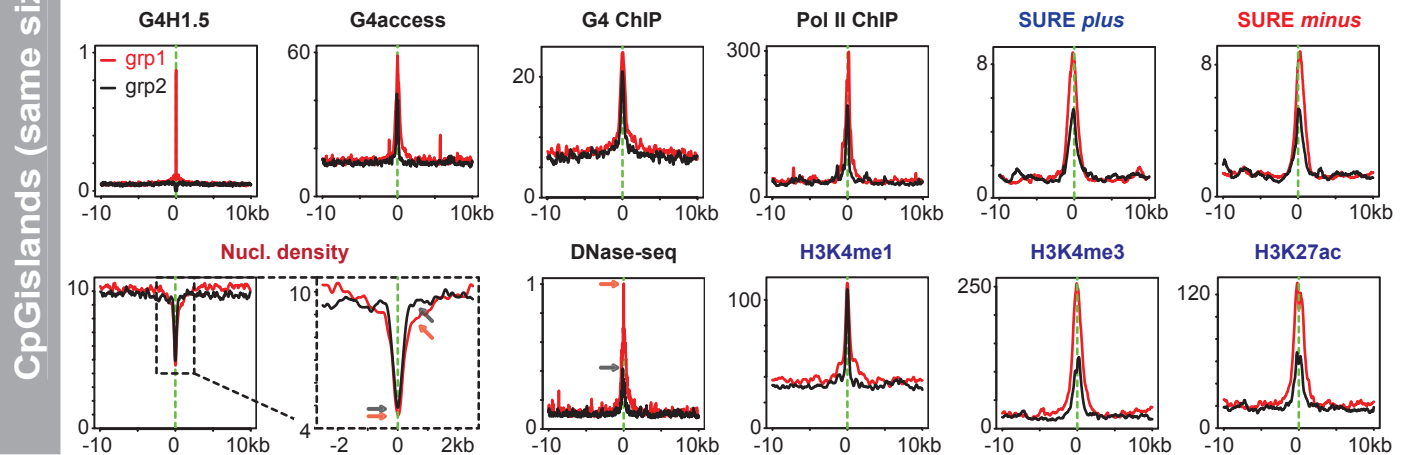 CpGislands (same siz
G4H1.5 G4access G4 ChIP Pol II ChIP SURE plus SURE minus
1 60 20 300 8 8
grp1
grp2
0 0 0 0 0 0
-10 0 10kb -10 0 10kb -10 0 10kb -10 0 10kb -10 0 10kb -10 0 10kb
Nucl. density DNase-seq H3K4me1 H3K4me3 H3K27ac
10 10 1 100 250 120
0 4 0 0 0 0
-10 0 10kb -2 0 2kb -10 0 10kb -10 0 10kb -10 0 10kb -10 0 10kb